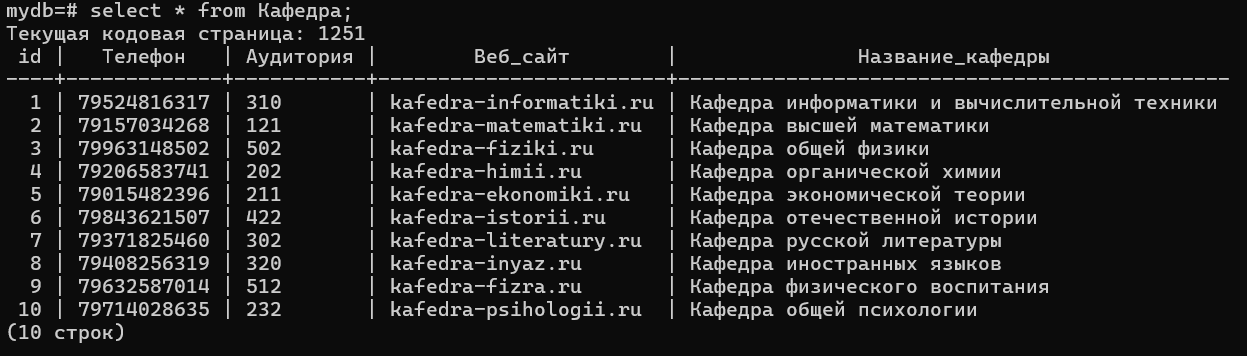 mydb=# select * from Кафедра;
Текущая кодовая страница: 1251
 id |   Телефон   | Аудитория |        Веб_сайт        |               Название_кафедры
----+-------------+-----------+------------------------+----------------------------------------------
  1 | 79524816317 | 310       | kafedra-informatiki.ru | Кафедра информатики и вычислительной техники
  2 | 79157034268 | 121       | kafedra-matematiki.ru  | Кафедра высшей математики
  3 | 79963148502 | 502       | kafedra-fiziki.ru      | Кафедра общей физики
  4 | 79206583741 | 202       | kafedra-himii.ru       | Кафедра органической химии
  5 | 79015482396 | 211       | kafedra-ekonomiki.ru   | Кафедра экономической теории
  6 | 79843621507 | 422       | kafedra-istorii.ru     | Кафедра отечественной истории
  7 | 79371825460 | 302       | kafedra-literatury.ru  | Кафедра русской литературы
  8 | 79408256319 | 320       | kafedra-inyaz.ru       | Кафедра иностранных языков
  9 | 79632587014 | 512       | kafedra-fizra.ru       | Кафедра физического воспитания
 10 | 79714028635 | 232       | kafedra-psihologii.ru  | Кафедра общей психологии
(10 строк)